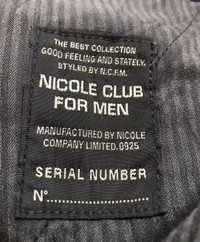 THE BEST COLLECTION
GOOD FEELING AND STATELY.
STYLED BY N.C.F.M.
NICOLE CLUB
FOR MEN
MANUFACTURED BY NICOLE
COMPANY LIMITED.0925
SERIAL NUMBER
N°........................